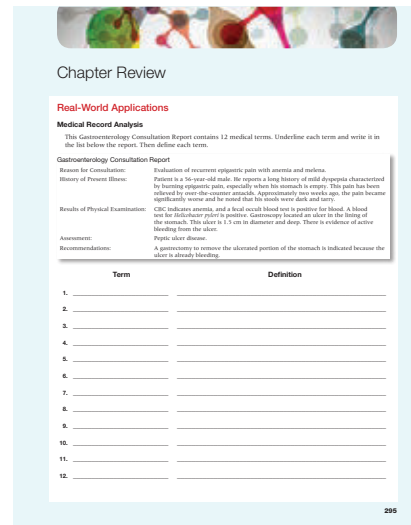 Chapter Review
Real-World Applications
Medical Record Analysis
This Gastroenterology Consultation Report contains 12 medical terms. Underline each term and write it in
the list below the report. Then define each term.
Gastroenterology Consultation Report
Reason for Consultation: Evaluation of recurrent epigastric pain with anemia and melena.
History of Present Illness: Patient is a 56-year-old male. He reports a long history of mild dyspepsia characterized
by burning epigastric pain, especially when his stomach is empty. This pain has been
relieved by over-the-counter antacids. Approximately two weeks ago, the pain became
significantly worse and he noted that his stools were dark and tarry.
Results of Physical Examination: CBC indicates anemia, and a fecal occult blood test is positive for blood. A blood
test for Helicobacter pylori is positive. Gastroscopy located an ulcer in the lining of
the stomach. This ulcer is 1.5 cm in diameter and deep. There is evidence of active
bleeding from the ulcer.
Assessment: Peptic ulcer disease.
Recommendations: A gastrectomy to remove the ulcerated portion of the stomach is indicated because the
ulcer is already bleeding.
Term Definition
1.
2.
3.
4.
5.
6.
7.
8.
9.
10.
11.
12.
295